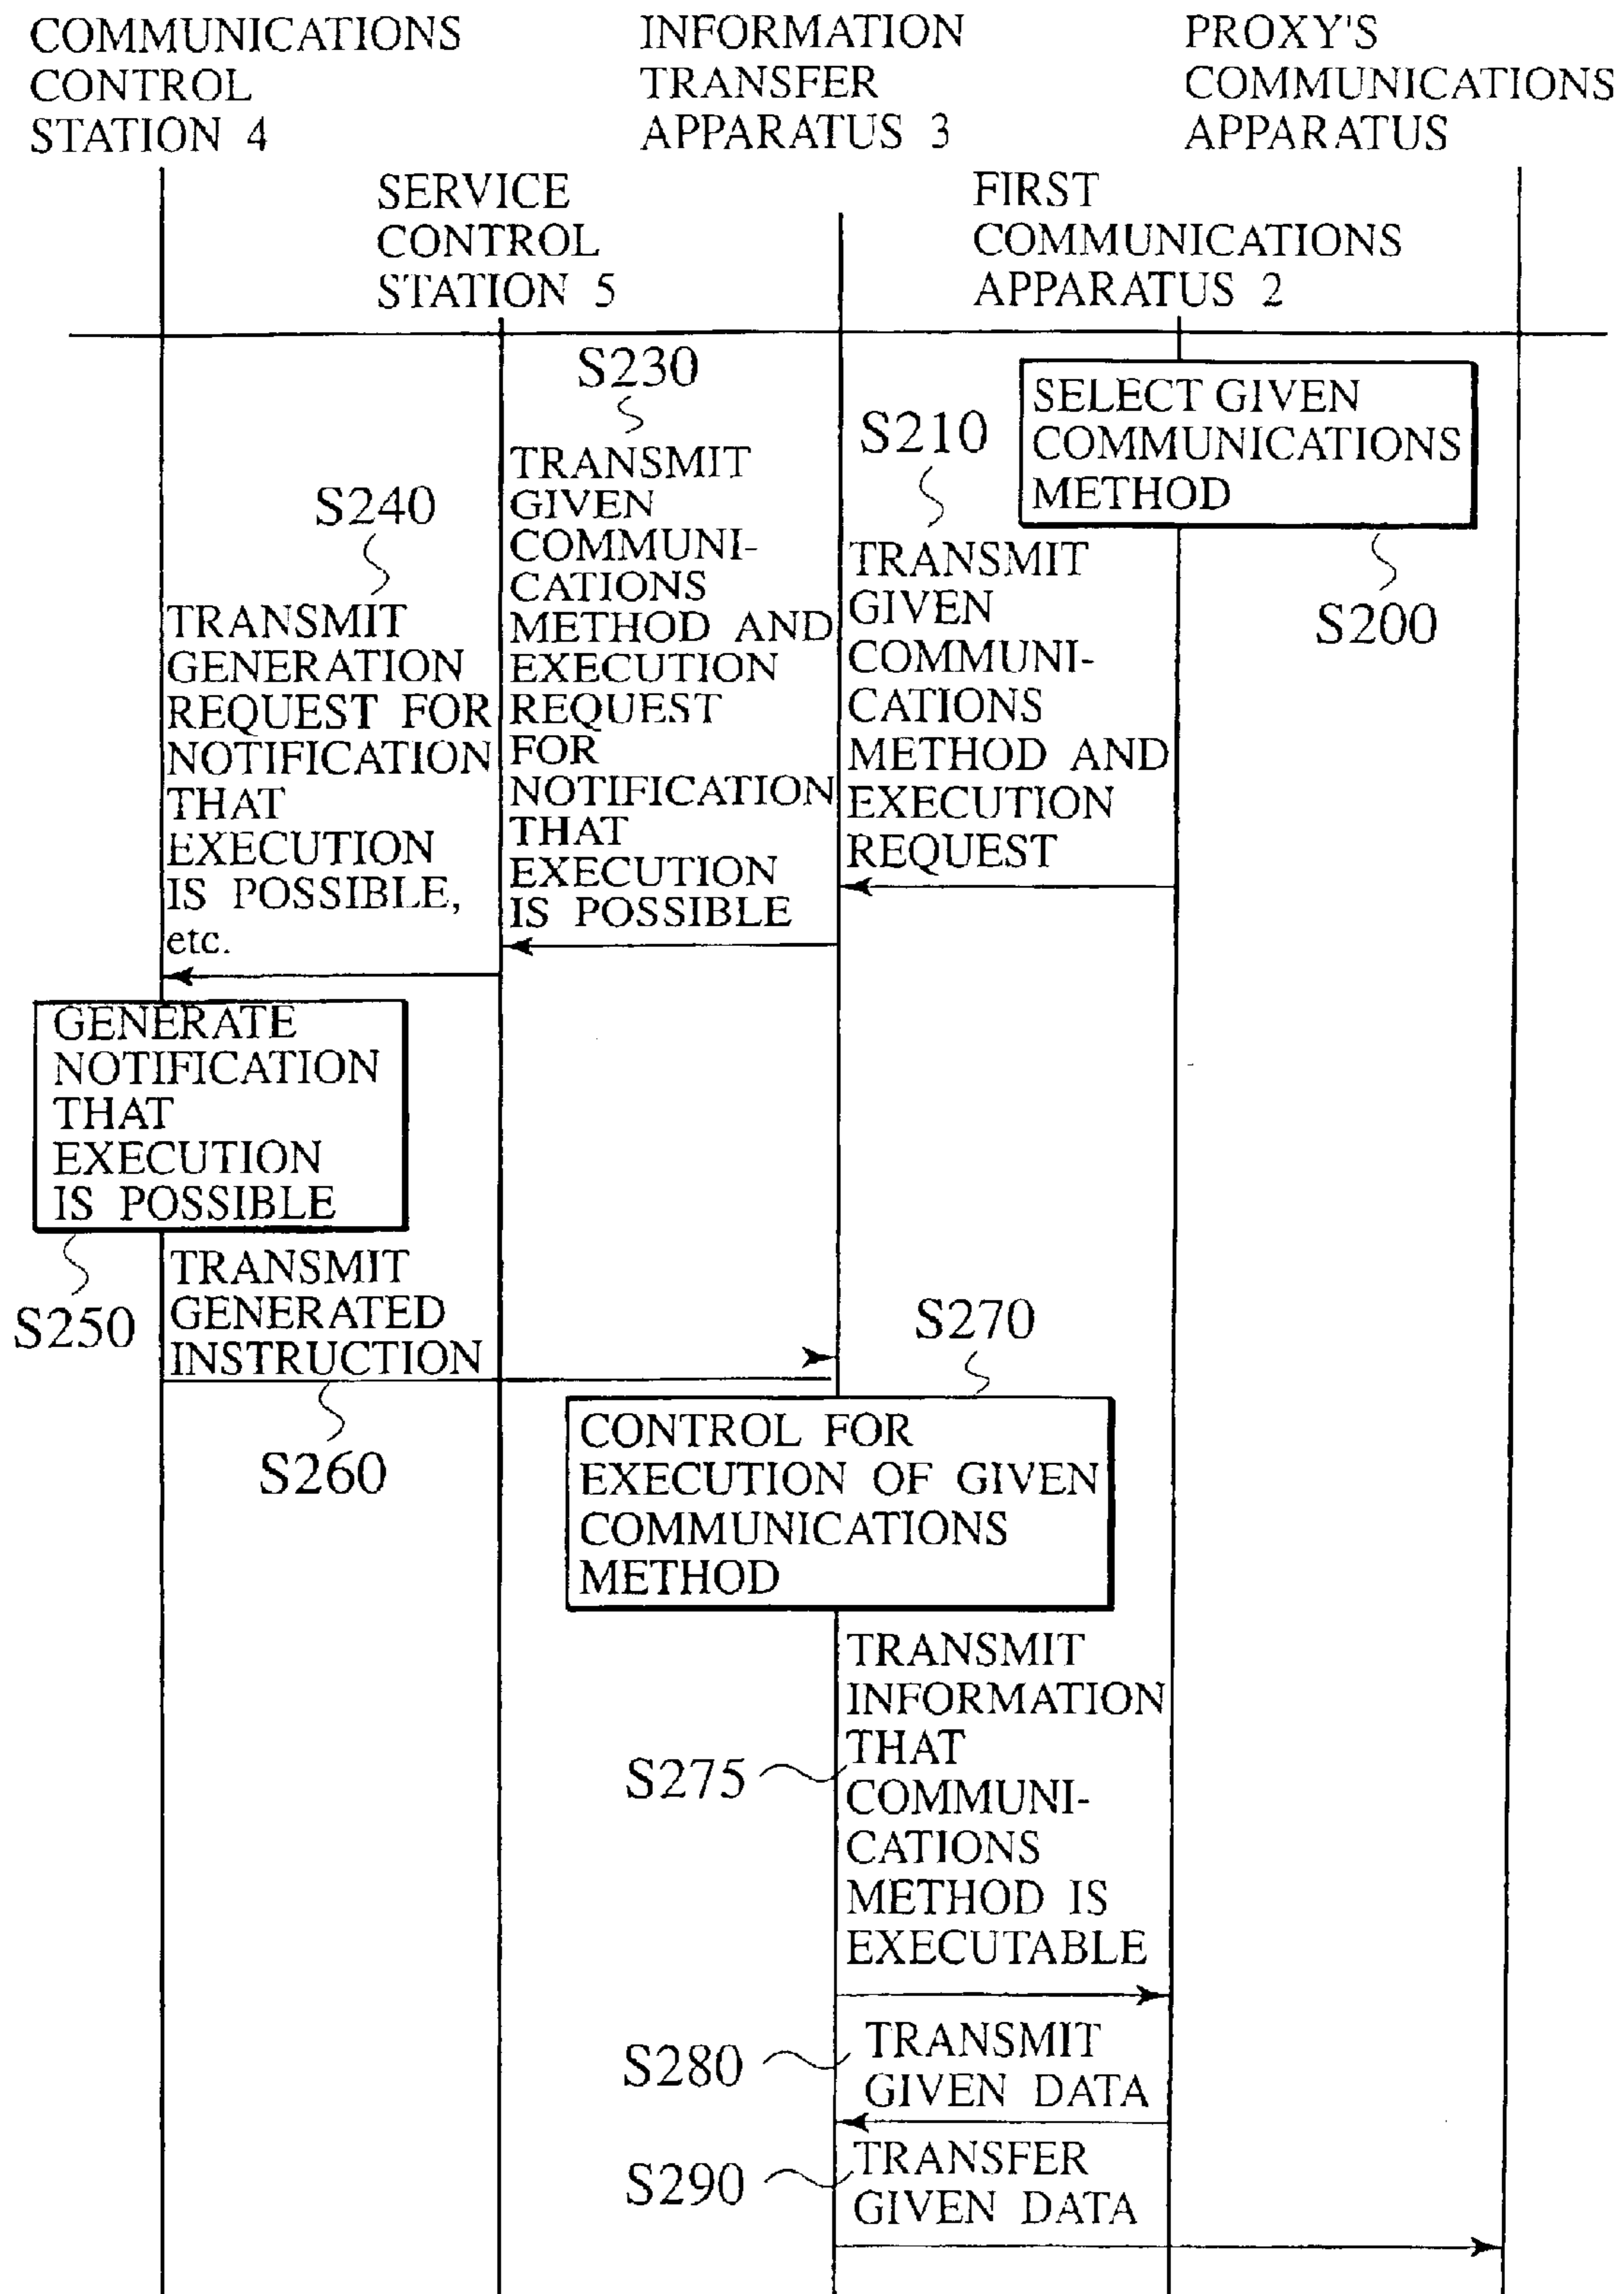 COMMUNICATIONS
CONTROL
STATION 4
INFORMATION
TRANSFER
APPARATUS 3
PROXY'S
COMMUNICATIONS
APPARATUS
SERVICE
CONTROL
STATION 5
FIRST
COMMUNICATIONS
APPARATUS 2
SELECT GIVEN
COMMUNICATIONS
METHOD
S200
S210
TRANSMIT
GIVEN
COMMUNI-
CATIONS
METHOD AND
EXECUTION
REQUEST
S230
TRANSMIT
GIVEN
COMMUNI-
CATIONS
METHOD AND
EXECUTION
REQUEST
FOR
NOTIFICATION
THAT
EXECUTION
IS POSSIBLE
S240
TRANSMIT
GENERATION
REQUEST FOR
NOTIFICATION
THAT
EXECUTION
IS POSSIBLE,
etc.
GENERATE
NOTIFICATION
THAT
EXECUTION
IS POSSIBLE
S250
TRANSMIT
GENERATED
INSTRUCTION
S260
S270
CONTROL FOR
EXECUTION OF GIVEN
COMMUNICATIONS
METHOD
TRANSMIT
INFORMATION
THAT
COMMUNI-
CATIONS
METHOD IS
EXECUTABLE
S275
TRANSMIT
GIVEN DATA
S280
TRANSFER
GIVEN DATA
S290